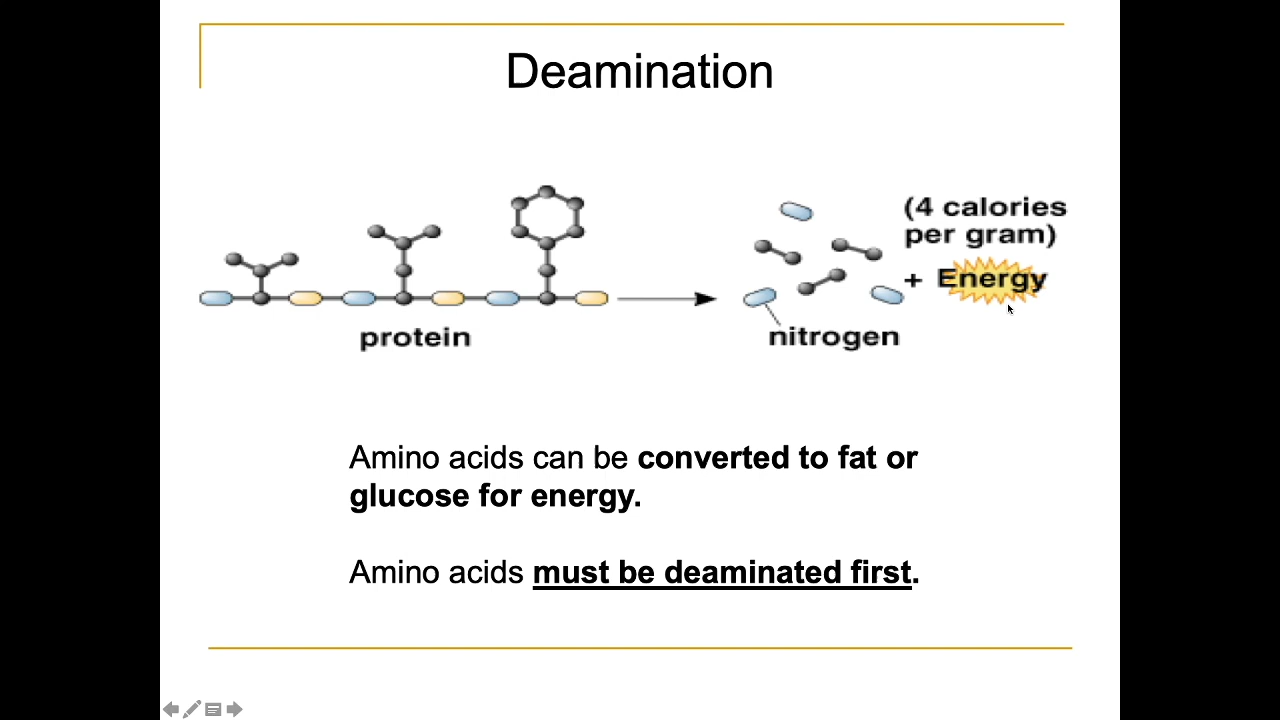 Deamination
(4 calories
per gram)
+ Energy
protein
nitrogen
Amino acids can be converted to fat or
glucose for energy.
Amino acids must be deaminated first.